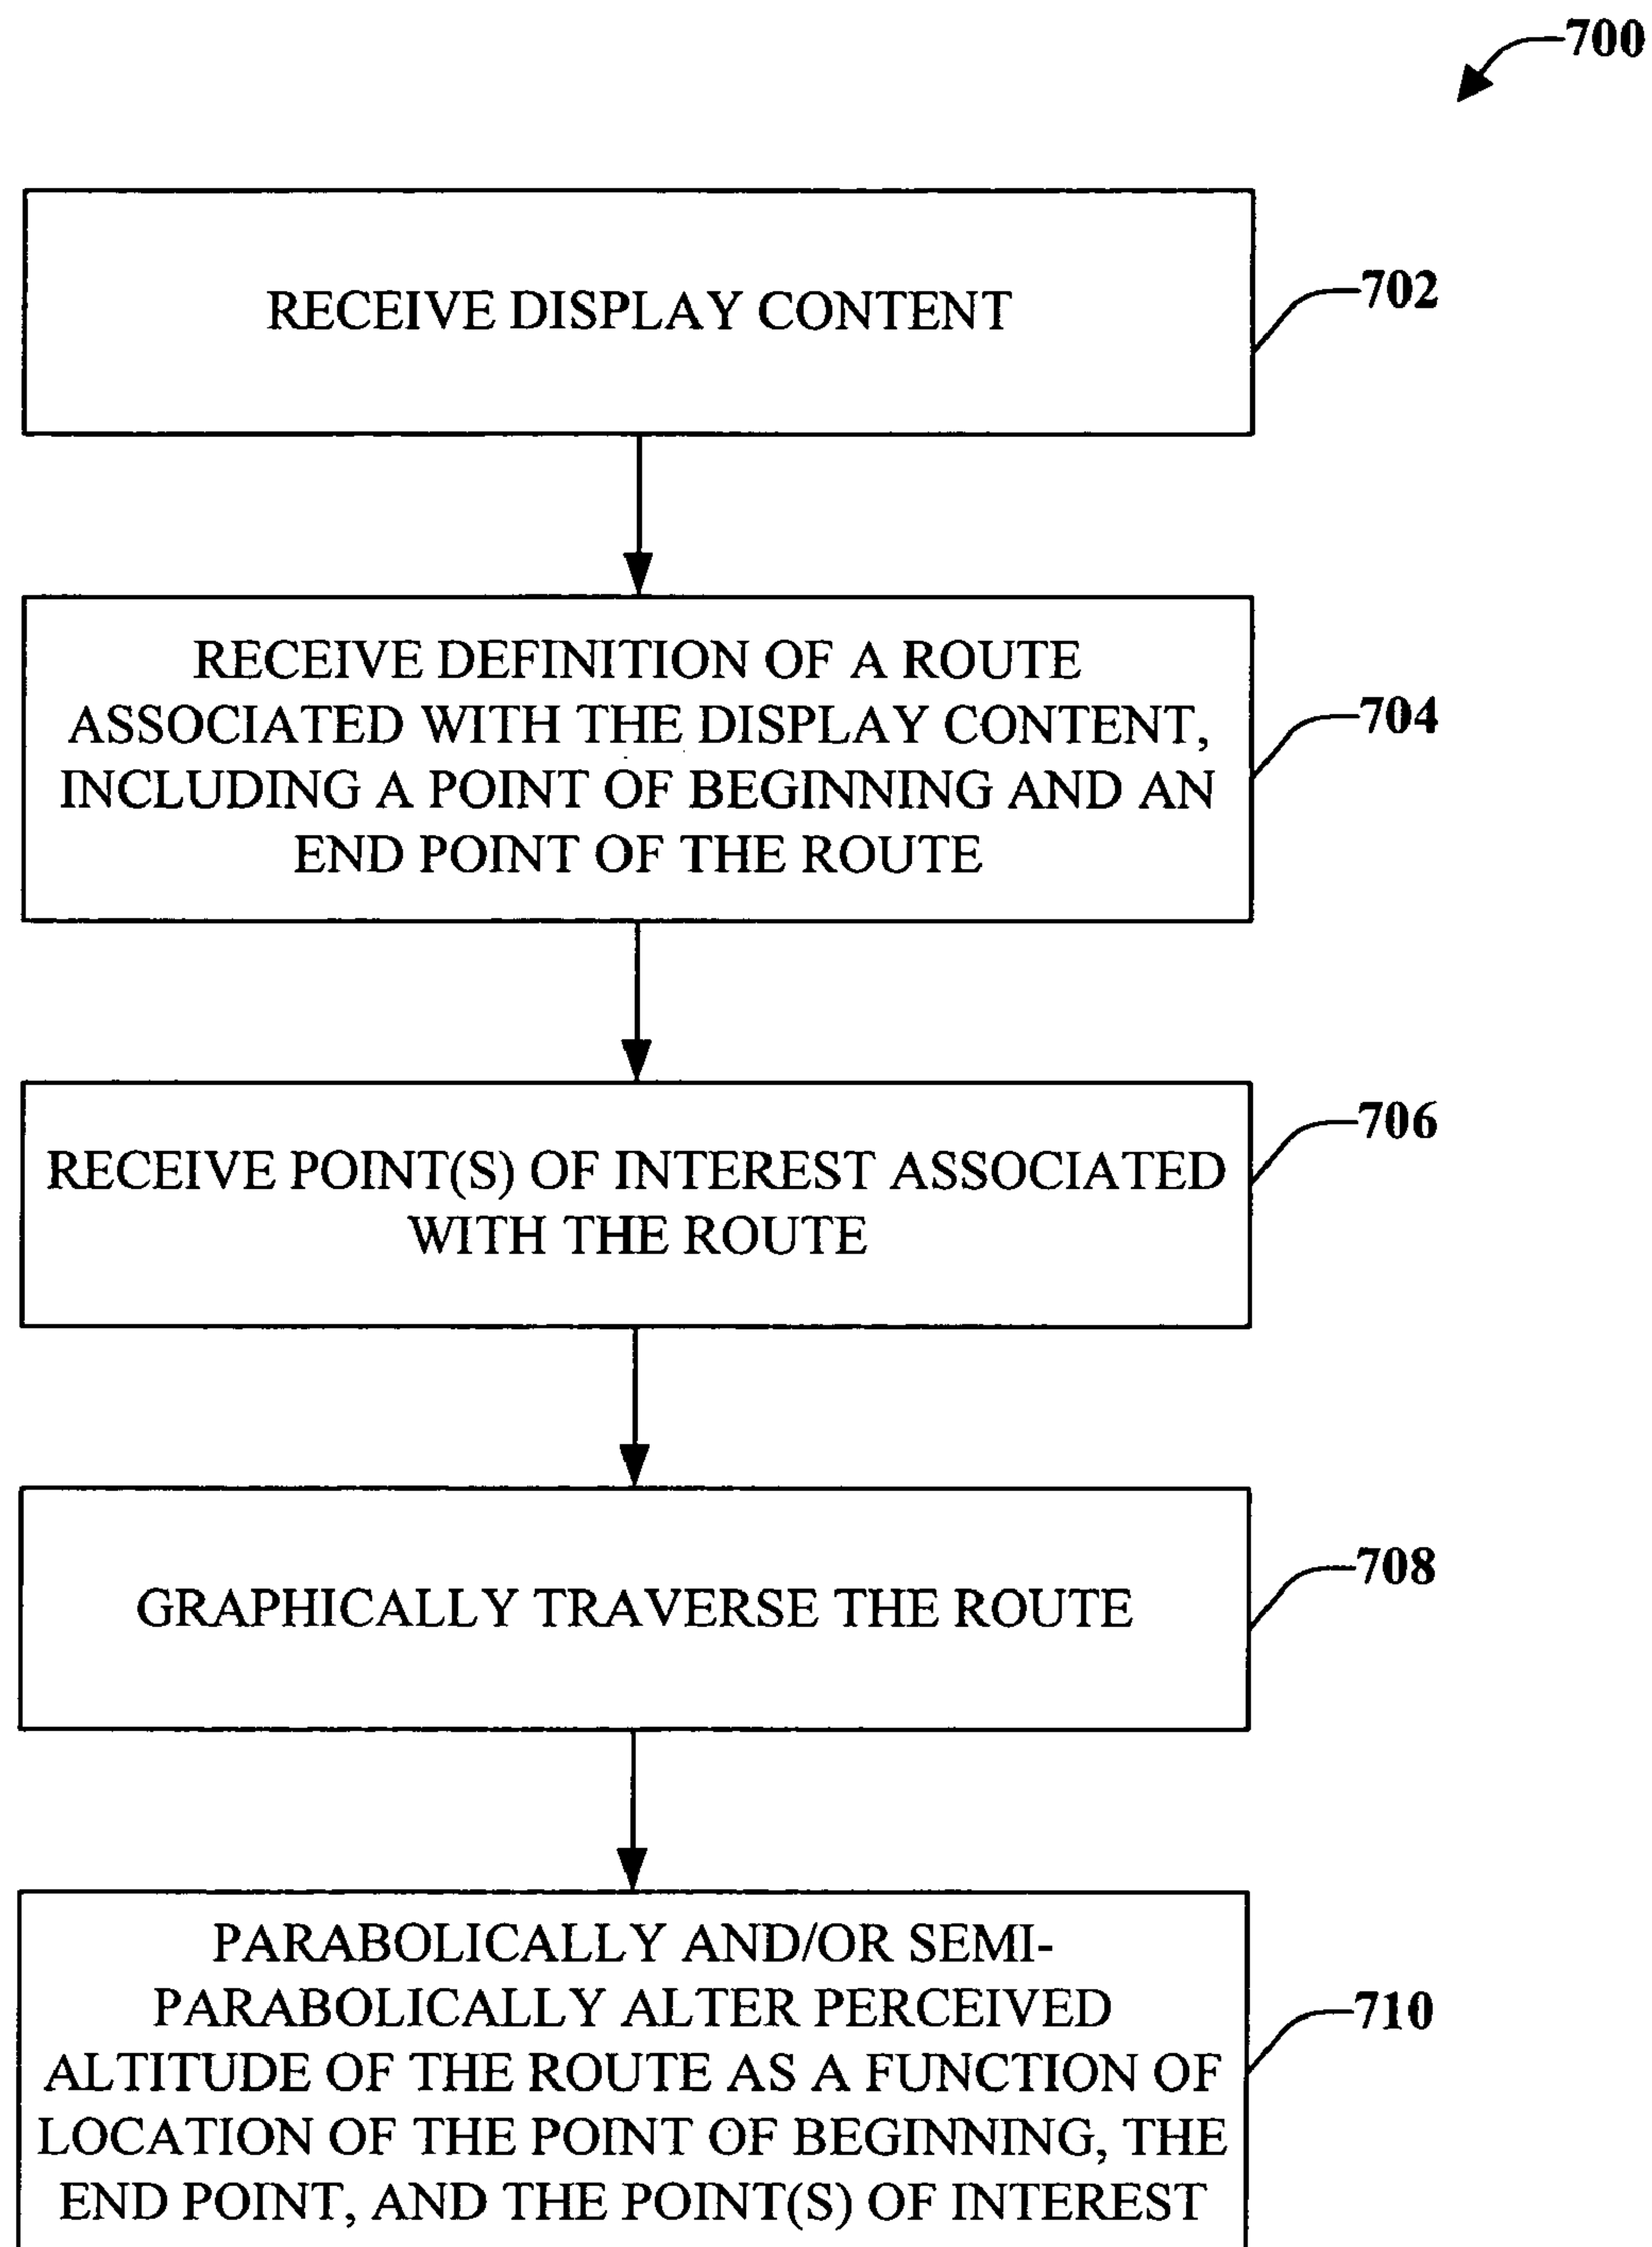 700
RECEIVE DISPLAY CONTENT
702
RECEIVE DEFINITION OF A ROUTE
ASSOCIATED WITH THE DISPLAY CONTENT,
INCLUDING A POINT OF BEGINNING AND AN
END POINT OF THE ROUTE
704
RECEIVE POINT(S) OF INTEREST ASSOCIATED
WITH THE ROUTE
706
GRAPHICALLY TRAVERSE THE ROUTE
708
PARABOLICALLY AND/OR SEMI-
PARABOLICALLY ALTER PERCEIVED
ALTITUDE OF THE ROUTE AS A FUNCTION OF
LOCATION OF THE POINT OF BEGINNING, THE
END POINT, AND THE POINT(S) OF INTEREST
710